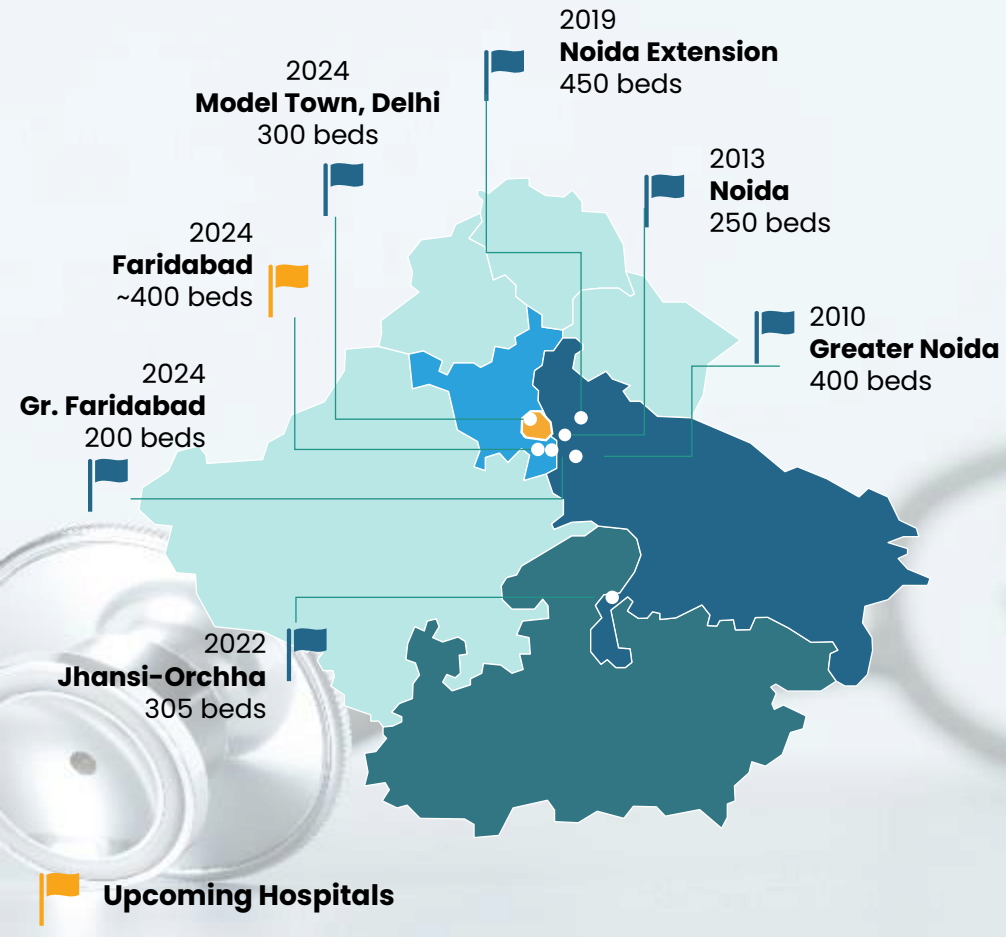 2019
Noida Extension
450 beds
2024
Model Town, Delhi
300 beds
2013
Noida
250 beds
2024
Faridabad
~400 beds
2010
Greater Noida
400 beds
2024
Gr. Faridabad
200 beds
2022
Jhansi-Orchha
305 beds
Upcoming Hospitals